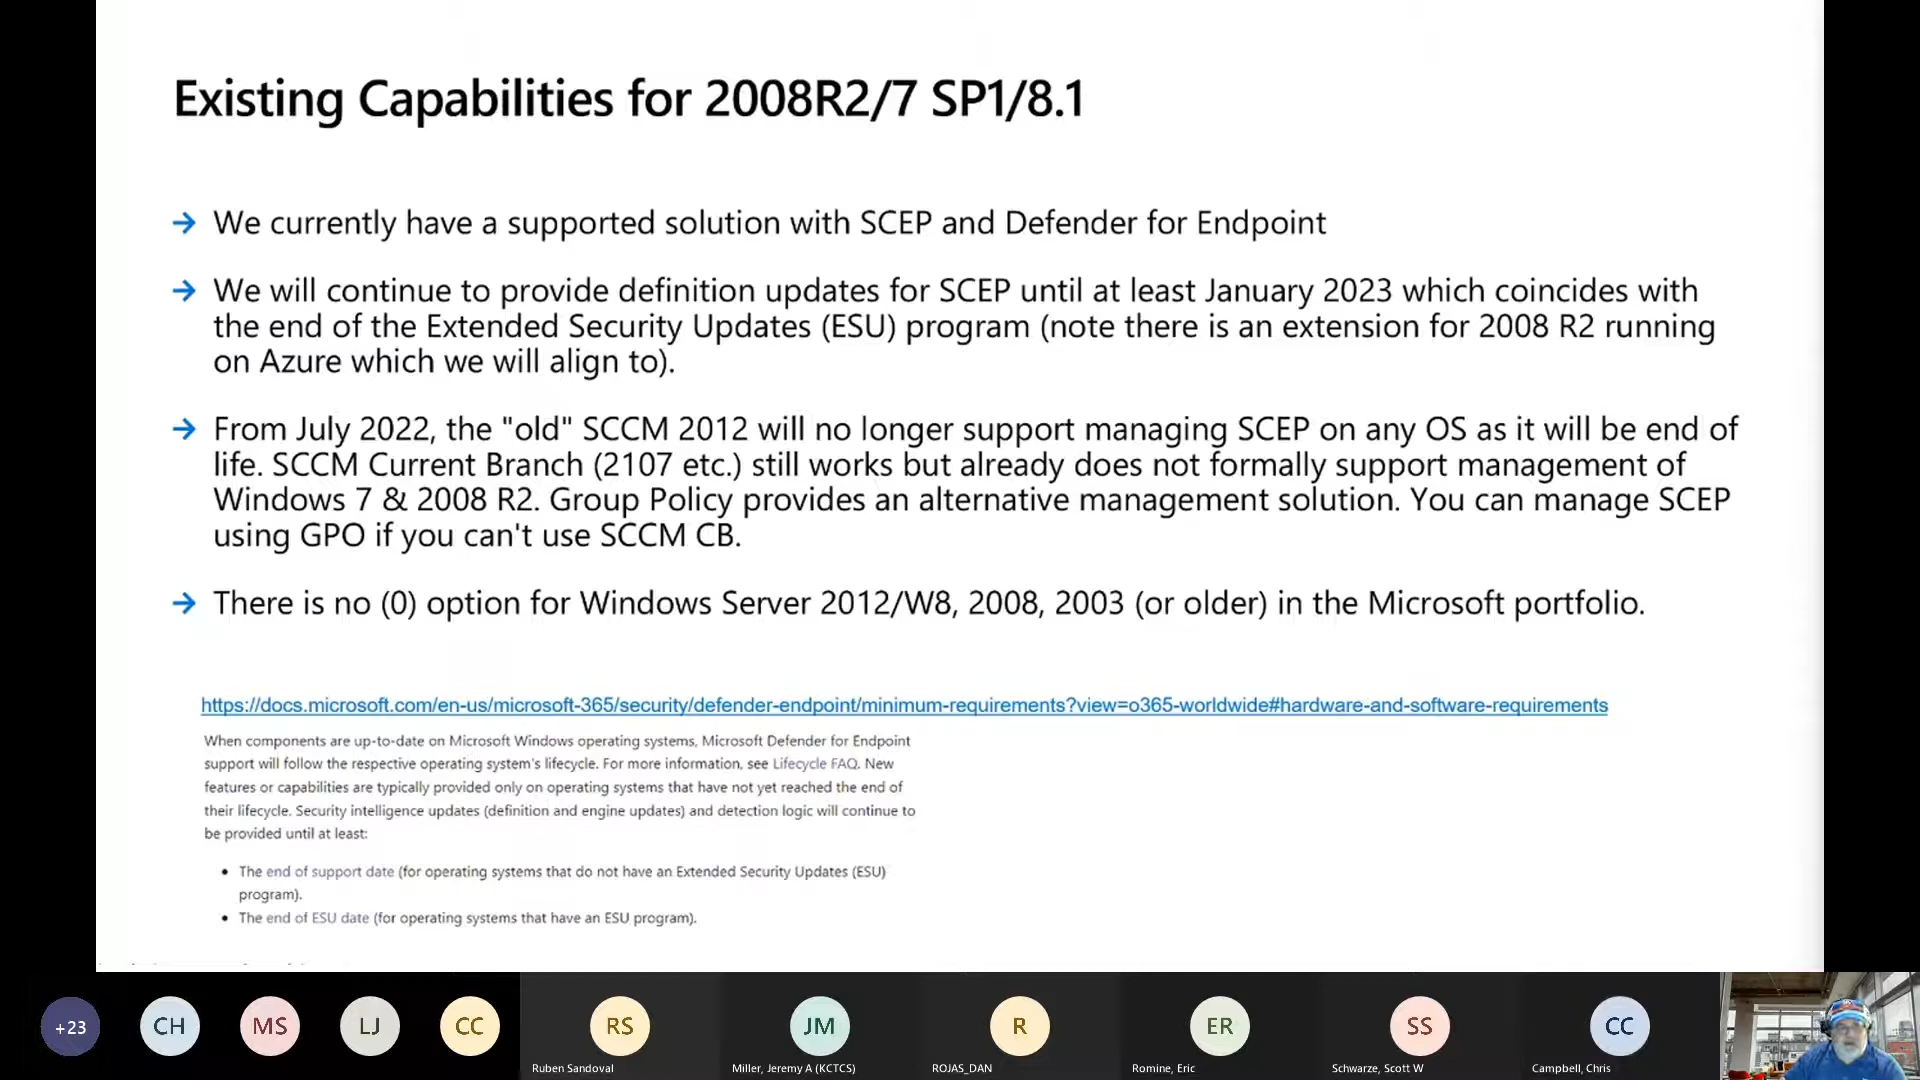 Existing Capabilities for 2008R2/7 SP1/8.1
→ We currently have a supported solution with SCEP and Defender for Endpoint
→ We will continue to provide definition updates for SCEP until at least January 2023 which coincides with
the end of the Extended Security Updates (ESU) program (note there is an extension for 2008 R2 running
on Azure which we will align to).
→ From July 2022, the "old" SCCM 2012 will no longer support managing SCEP on any OS as it will be end of
life. SCCM Current Branch (2107 etc.) still works but already does not formally support management of
Windows 7 & 2008 R2. Group Policy provides an alternative management solution. You can manage SCEP
using GPO if you can't use SCCM CB.
→ There is no (0) option for Windows Server 2012/W8, 2008, 2003 (or older) in the Microsoft portfolio.
https://docs.microsoft.com/en-us/microsoft-365/security/defender-endpoint/minimum-requirements?view=o365-worldwide#hardware-and-software-requirements
When components are up-to-date on Microsoft Windows operating systems, Microsoft Defender for Endpoint
support will follow the respective operating system's lifecycle. For more information, see Lifecycle FAQ. New
features or capabilities are typically provided only on operating systems that have not yet reached the end of
their lifecycle. Security intelligence updates (definition and engine updates) and detection logic will continue to
be provided until at least:
• The end of support date (for operating systems that do not have an Extended Security Updates (ESU)
program).
• The end of ESU date (for operating systems that have an ESU program).
+23
CH
MS
LJ
CC
RS
JM
R
ER
SS
CC
Ruben Sandoval
Miller, Jeremy A (KCTCS)
ROJAS_DAN
Romine, Eric
Schwarze, Scott W
Campbell, Chris